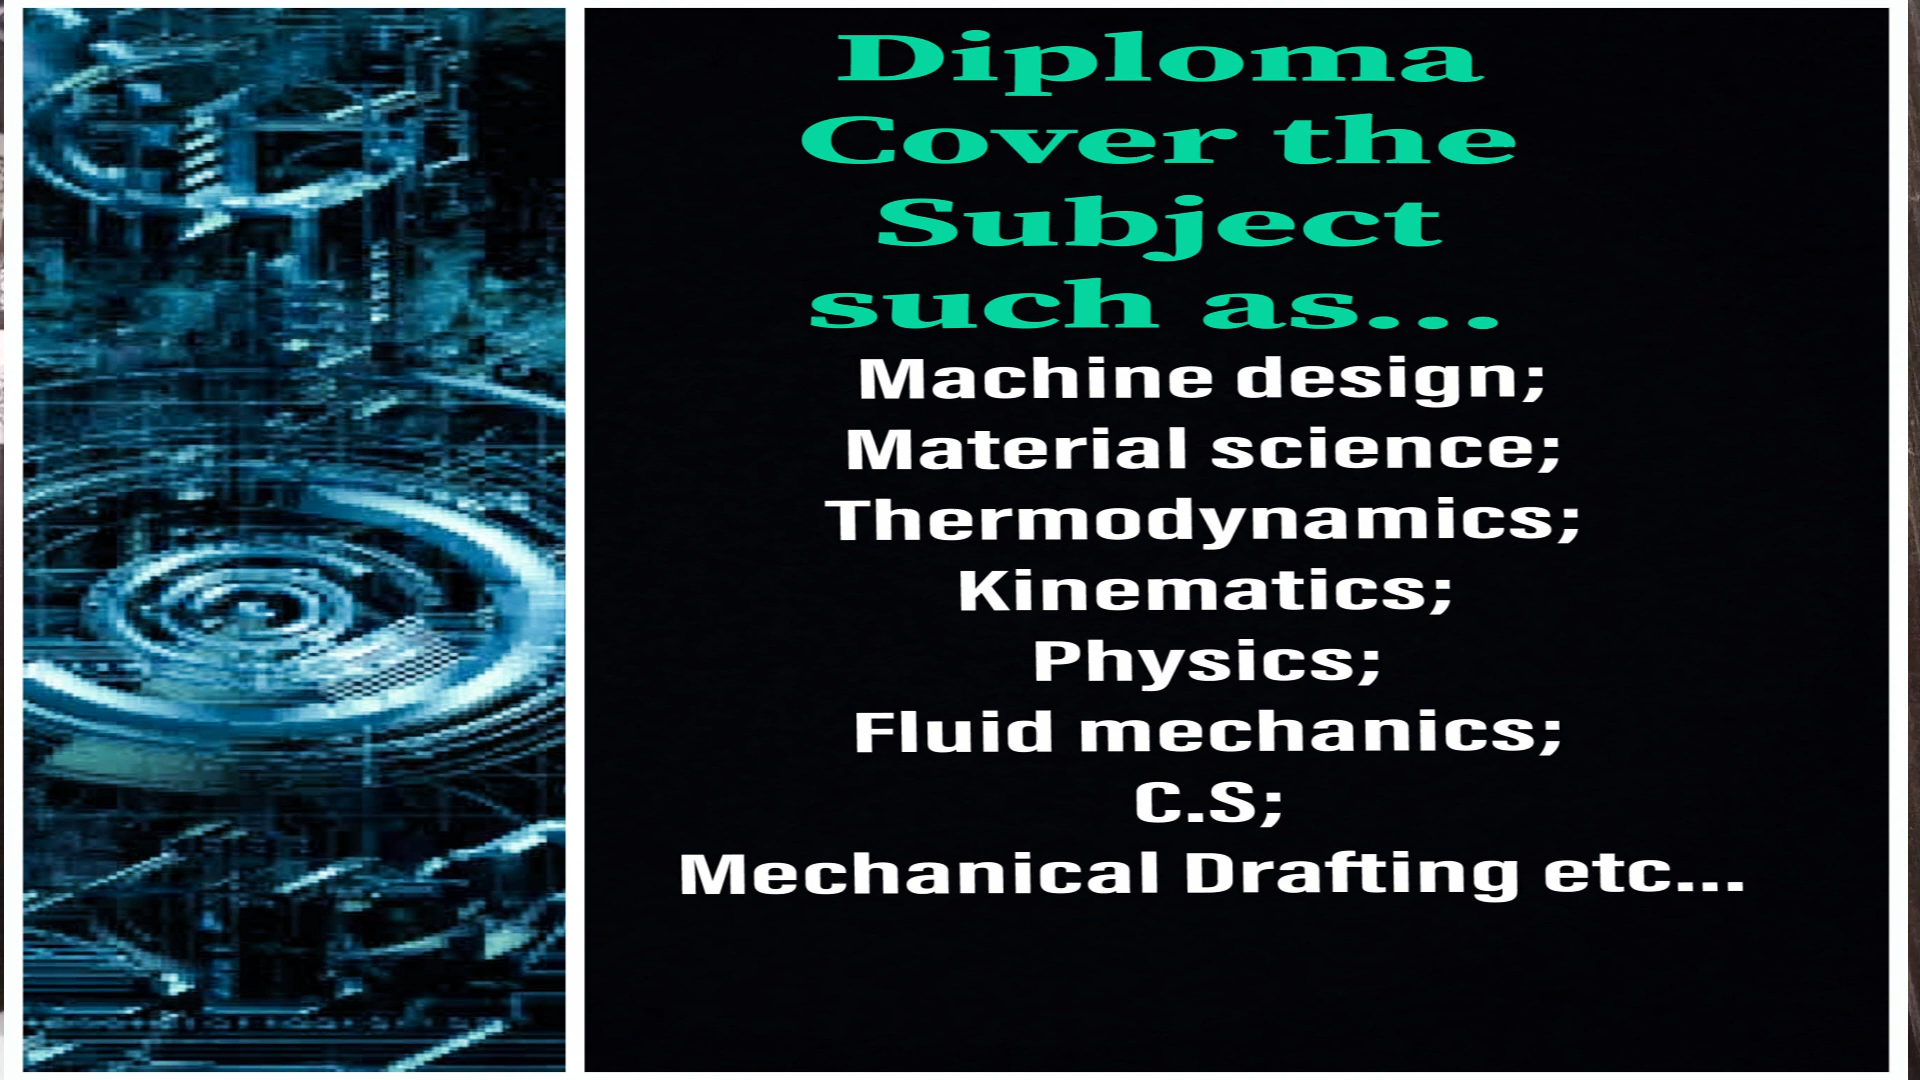 Diploma
Cover the
Subject
such as...
Machine design;
Material science;
Thermodynamics;
Kinematics;
Physics;
Fluid mechanics;
C.S;
Mechanical Drafting etc...